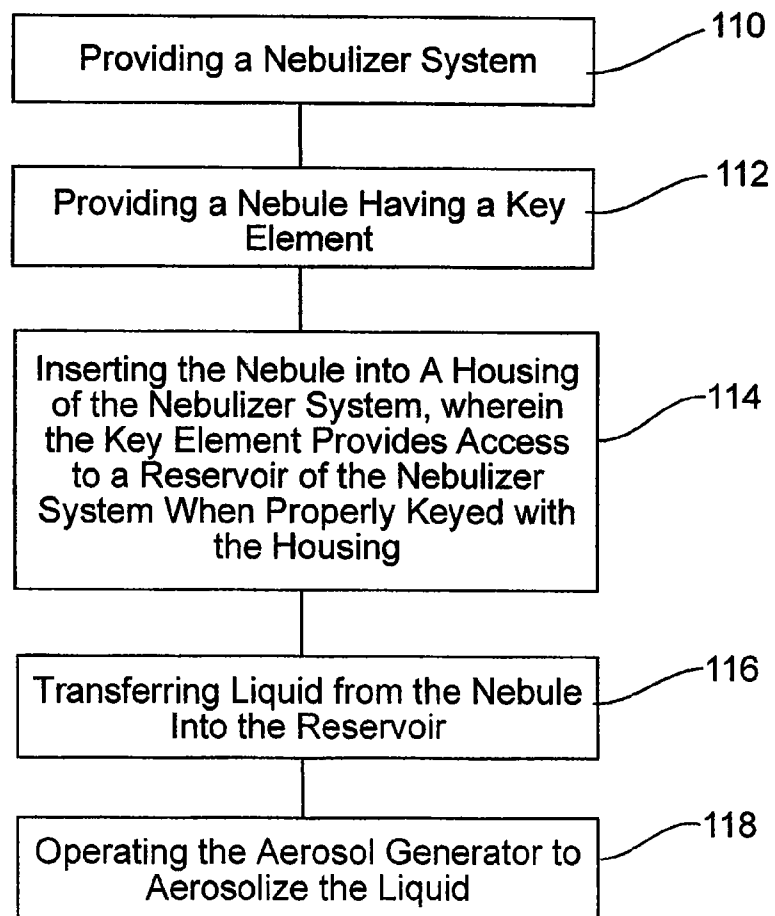 110
Providing a Nebulizer System
112
Providing a Nebule Having a Key
Element
Inserting the Nebule into A Housing
of the Nebulizer System, wherein
the Key Element Provides Access
to a Reservoir of the Nebulizer
System When Properly Keyed with
the Housing
114
Transferring Liquid from the Nebule
Into the Reservoir
116
Operating the Aerosol Generator to
Aerosolize the Liquid
118